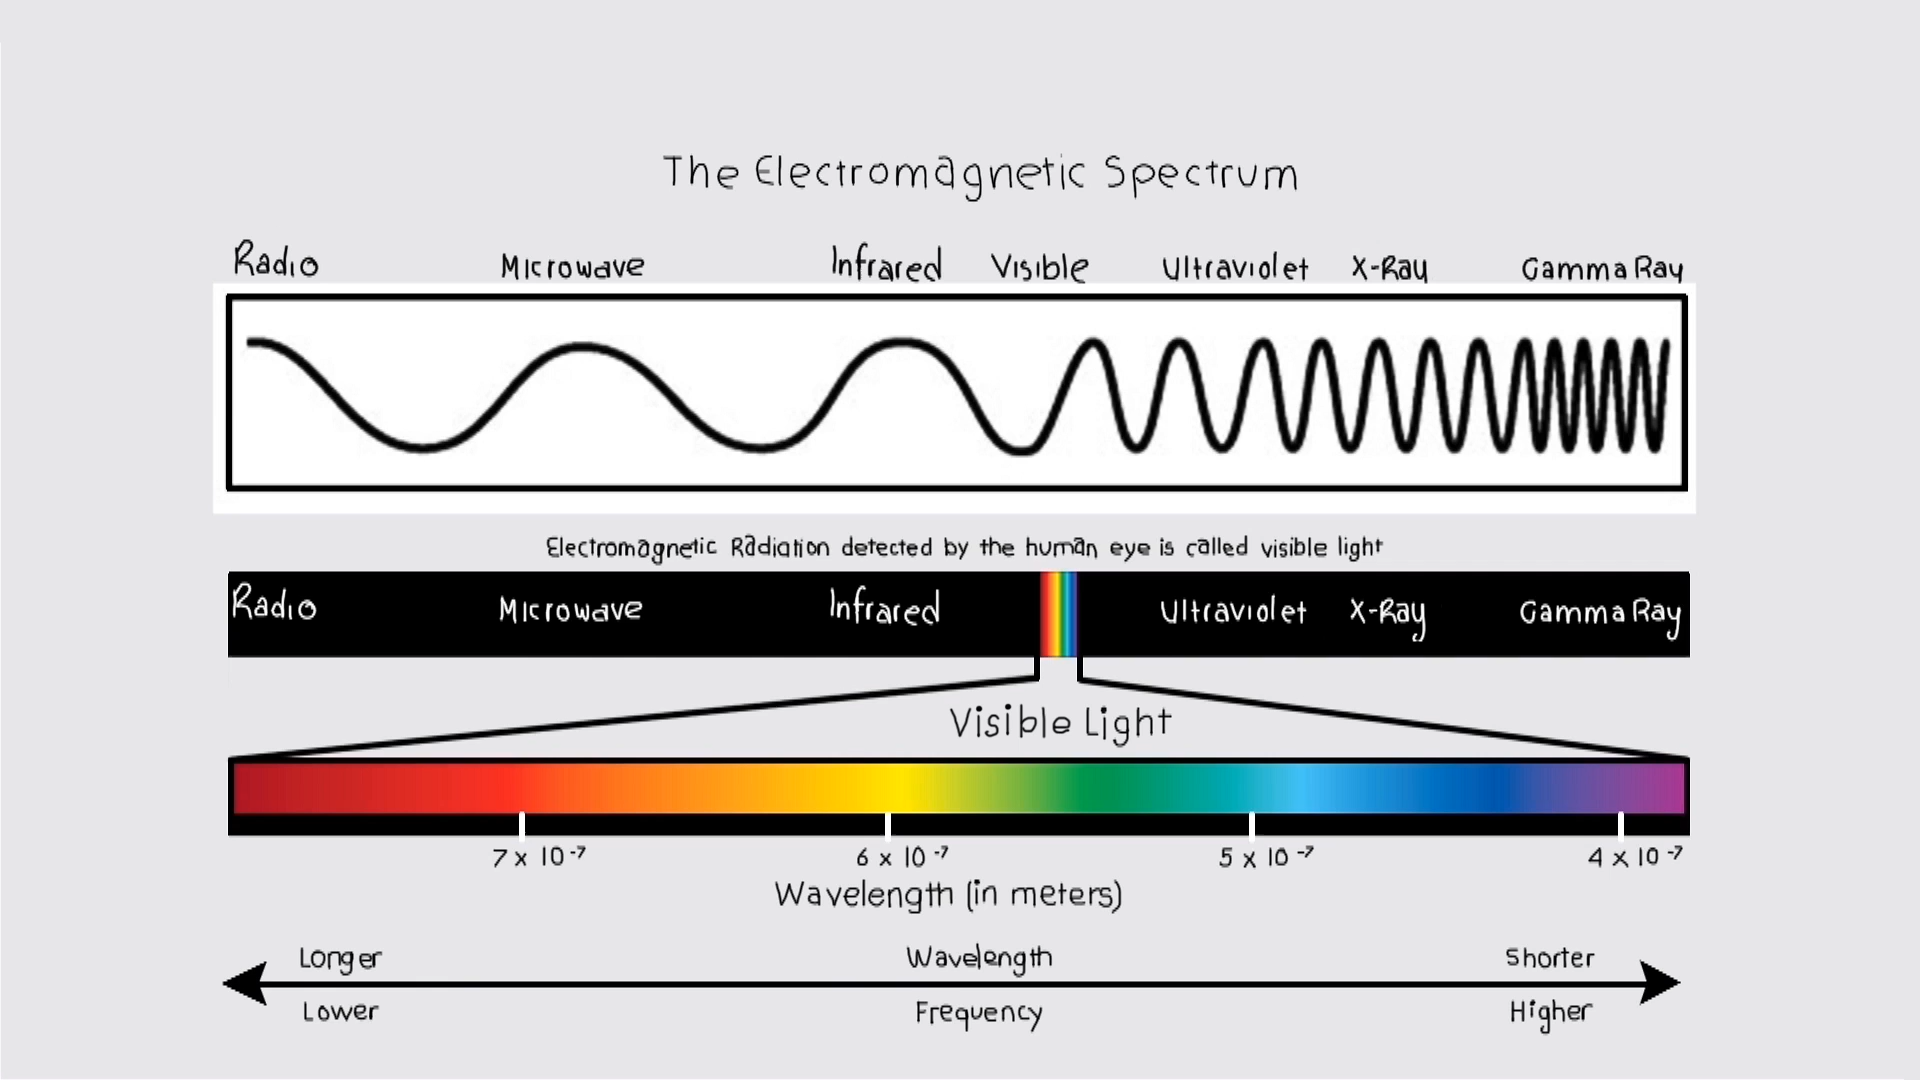 The Electromagnetic Spectrum
Radio Microwave Infrared Visible Ultraviolet X-Ray Gamma Ray
Electromagnetic Radiation detected by the human eye is called visible light
Radio Microwave Infrared Ultraviolet X-Ray Gamma Ray
Visible Light
7 x 10⁻⁷ 6 x 10⁻⁷ 5 x 10⁻⁷ 4 x 10⁻⁷
Wavelength (in meters)
Longer Wavelength Shorter
Lower Frequency Higher